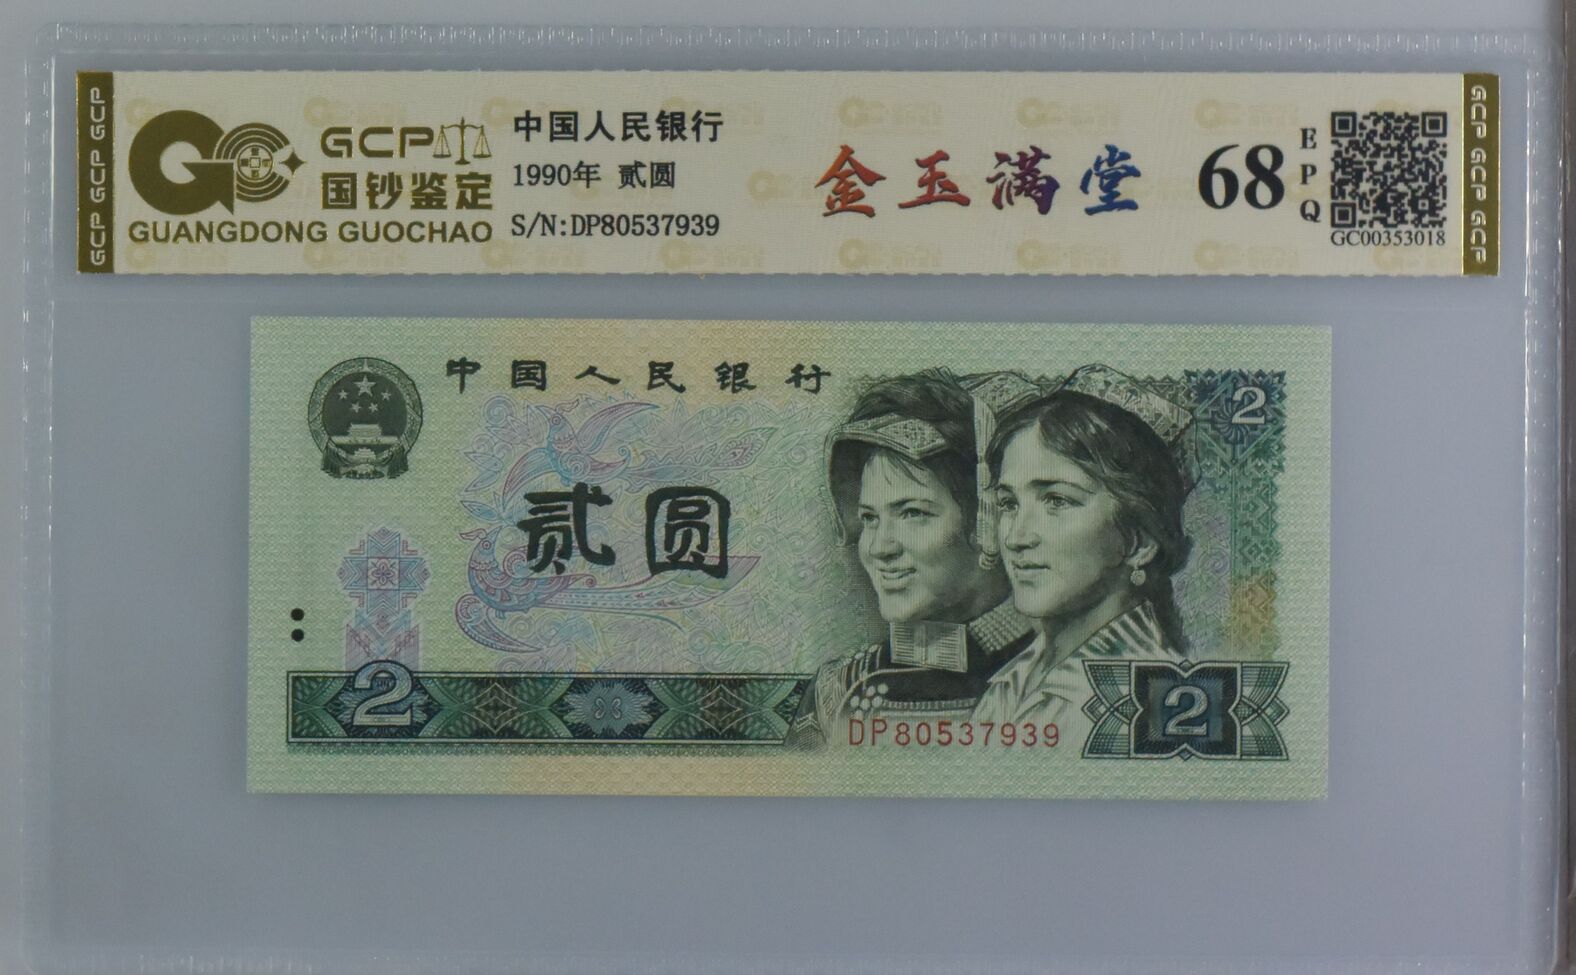 GCP GCP GCP
GCP
国钞鉴定
GUANGDONG GUOCHAO
中国人民银行
1990年 贰圆
S/N:DP80537939
金玉满堂
68
EPQ
GC00353018
GCP GCP GCP
中国人民银行
2
贰圆
2
DP80537939
2